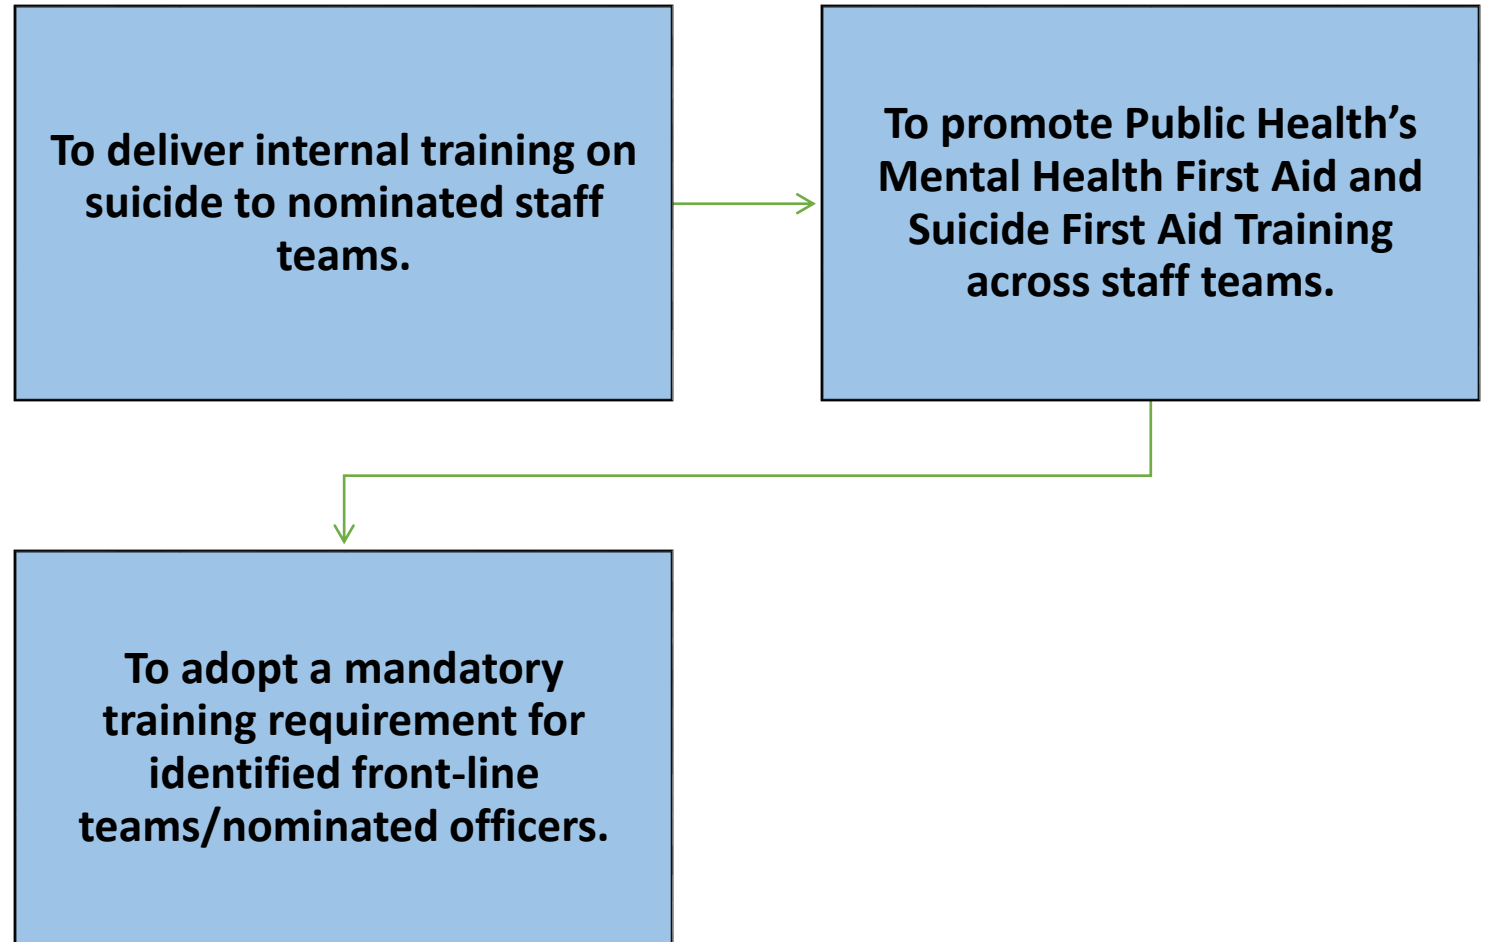 To deliver internal training on
suicide to nominated staff
teams.
To promote Public Health’s
Mental Health First Aid and
Suicide First Aid Training
across staff teams.
To adopt a mandatory
training requirement for
identified front-line
teams/nominated officers.